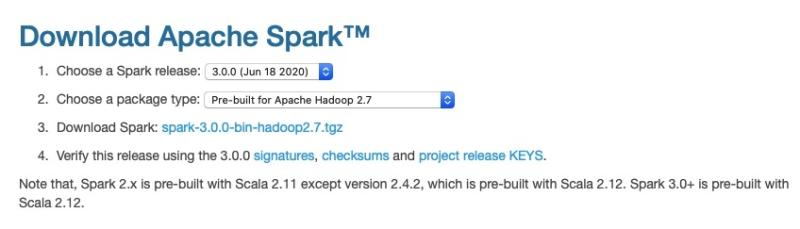 Download Apache Spark™
1. Choose a Spark release: 3.0.0 (Jun 18 2020)
2. Choose a package type: Pre-built for Apache Hadoop 2.7
3. Download Spark: spark-3.0.0-bin-hadoop2.7.tgz
4. Verify this release using the 3.0.0 signatures, checksums and project release KEYS.
Note that, Spark 2.x is pre-built with Scala 2.11 except version 2.4.2, which is pre-built with Scala 2.12. Spark 3.0+ is pre-built with
Scala 2.12.